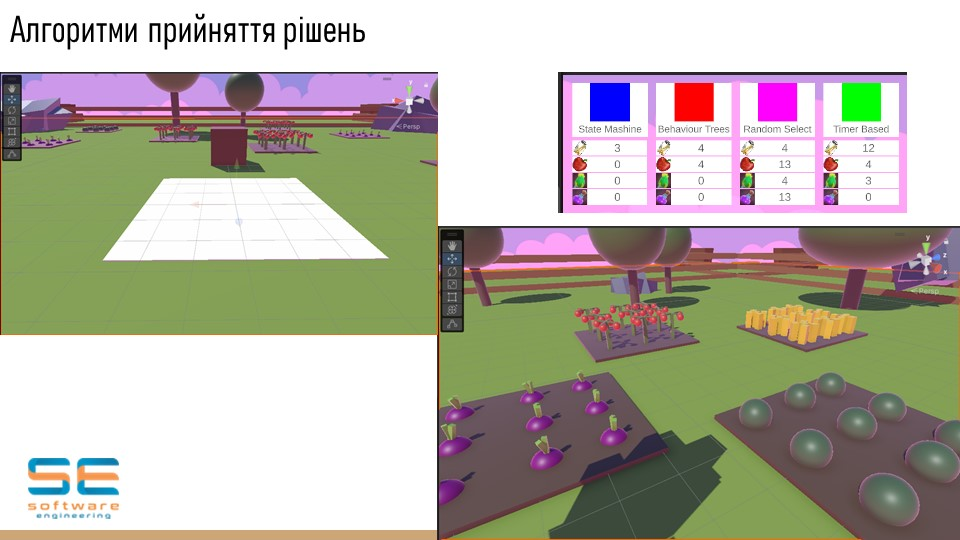 Алгоритми прийняття рішень
Persp
State Mashine Behaviour Trees Random Select Timer Based
3 4 4 12
0 4 13 4
0 0 4 3
0 0 13 0
y
z
x
Persp
SE
software
engineering